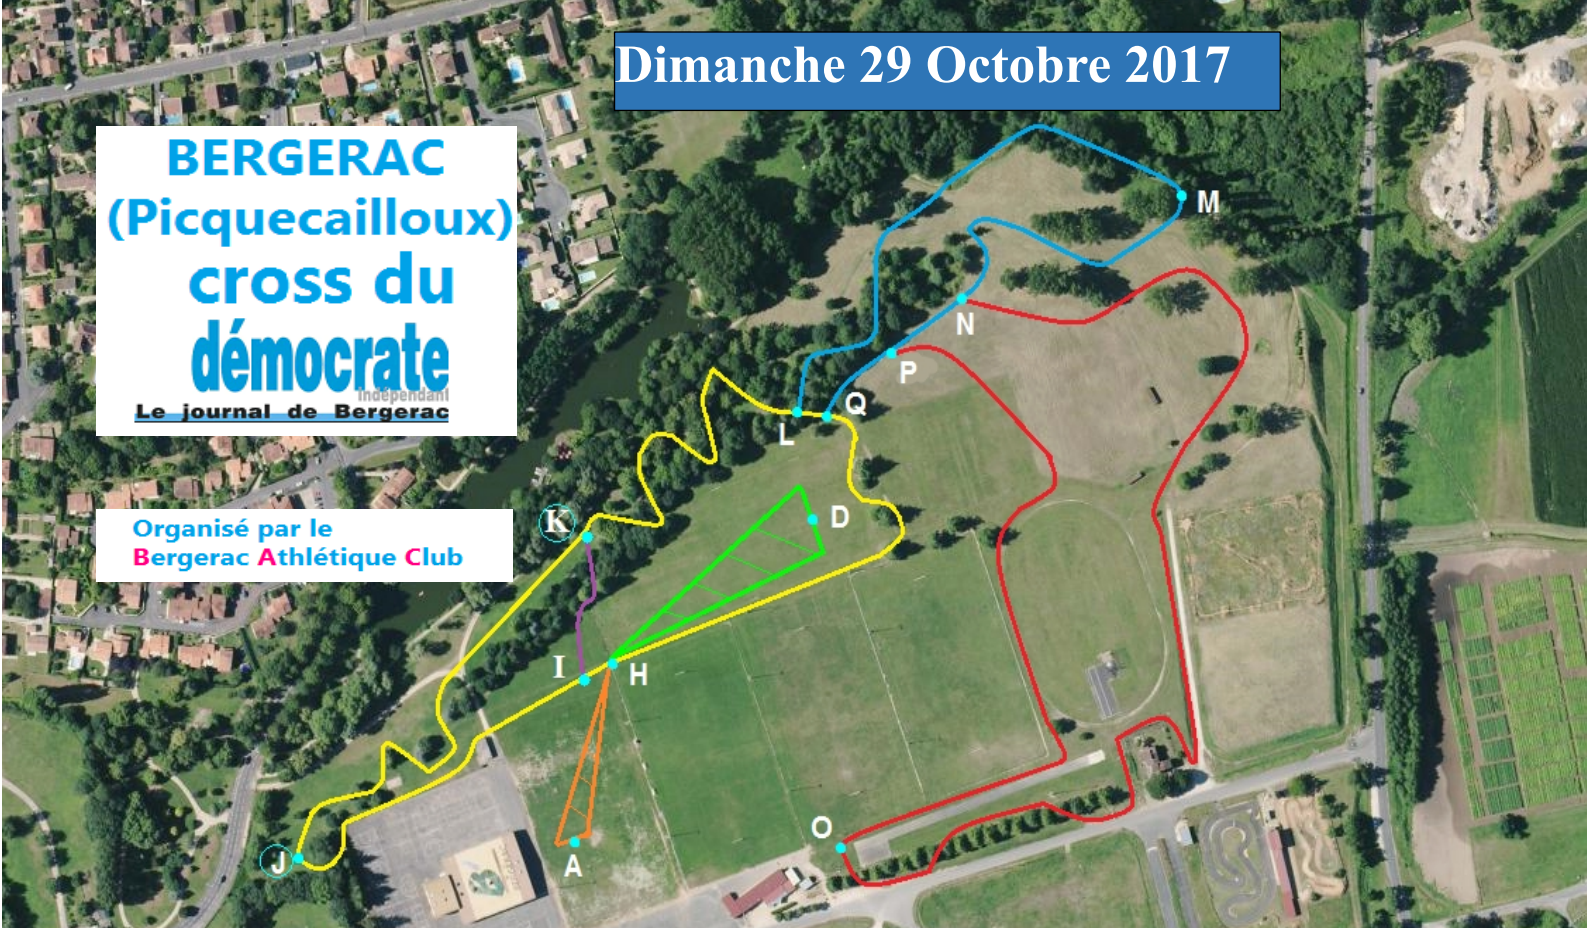 Dimanche 29 Octobre 2017
BERGERAC
(Picquecailloux)
cross du
démocrate
indépendant
Le journal de Bergerac
Organisé par le
Bergerac Athlétique Club
M
N
P
Q
L
K
D
I
H
J
A
O